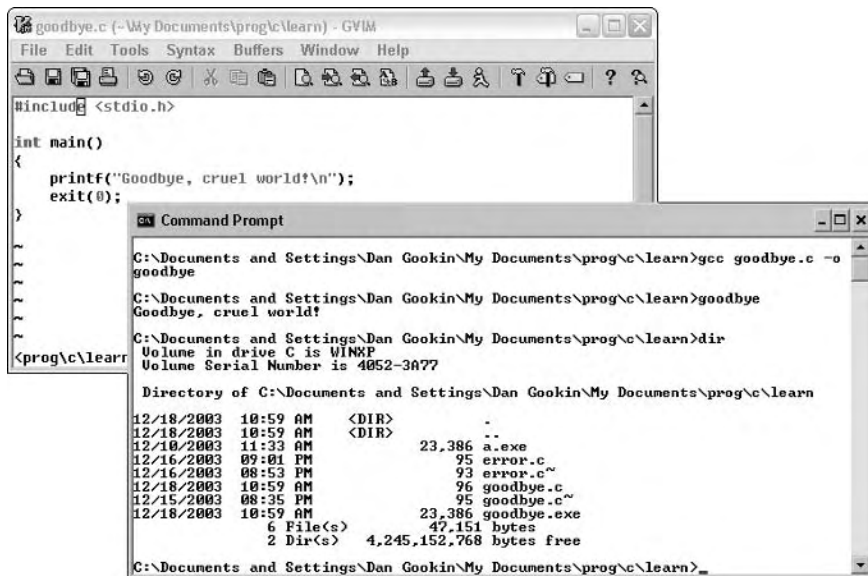 goodbye.c (~\My Documents\prog\c\learn) - GVIM
File Edit Tools Syntax Buffers Window Help
#include <stdio.h>
int main()
{
printf("Goodbye, cruel world!\n");
exit(0);
}
~
~
~
~
~
~
<prog\c\learn
Command Prompt
C:\Documents and Settings\Dan Gookin\My Documents\prog\c\learn>gcc goodbye.c -o
goodbye
C:\Documents and Settings\Dan Gookin\My Documents\prog\c\learn>goodbye
Goodbye, cruel world!
C:\Documents and Settings\Dan Gookin\My Documents\prog\c\learn>dir
Volume in drive C is WINXP
Volume Serial Number is 4052-3A77
Directory of C:\Documents and Settings\Dan Gookin\My Documents\prog\c\learn
12/18/2003 10:59 AM <DIR> .
12/18/2003 10:59 AM <DIR> ..
12/10/2003 11:33 AM 23,386 a.exe
12/16/2003 09:01 PM 95 error.c
12/16/2003 08:53 PM 93 error.c~
12/18/2003 10:59 AM 96 goodbye.c
12/15/2003 08:35 PM 95 goodbye.c~
12/18/2003 10:59 AM 23,386 goodbye.exe
6 File(s) 47,151 bytes
2 Dir(s) 4,245,152,768 bytes free
C:\Documents and Settings\Dan Gookin\My Documents\prog\c\learn>_